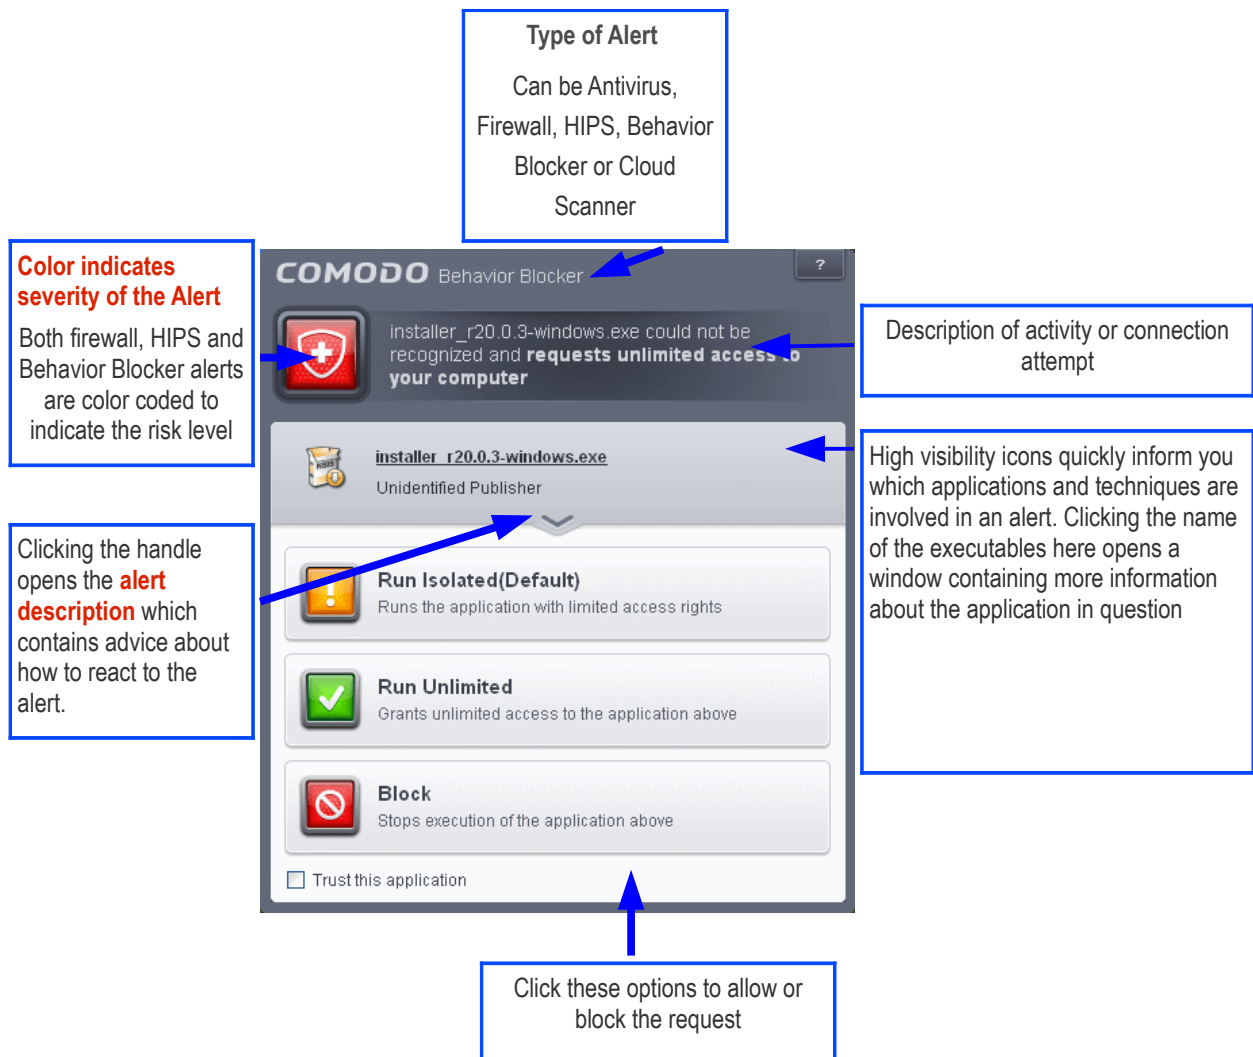 Type of Alert
Can be Antivirus,
Firewall, HIPS, Behavior
Blocker or Cloud
Scanner
Color indicates
severity of the Alert
Both firewall, HIPS and
Behavior Blocker alerts
are color coded to
indicate the risk level
COMODO Behavior Blocker
?
installer_r20.0.3-windows.exe could not be
recognized and requests unlimited access to
your computer
Description of activity or connection
attempt
NSIS
installer_r20.0.3-windows.exe
Unidentified Publisher
High visibility icons quickly inform you
which applications and techniques are
involved in an alert. Clicking the name
of the executables here opens a
window containing more information
about the application in question
Clicking the handle
opens the alert
description which
contains advice about
how to react to the
alert.
Run Isolated(Default)
Runs the application with limited access rights
Run Unlimited
Grants unlimited access to the application above
Block
Stops execution of the application above
Trust this application
Click these options to allow or
block the request